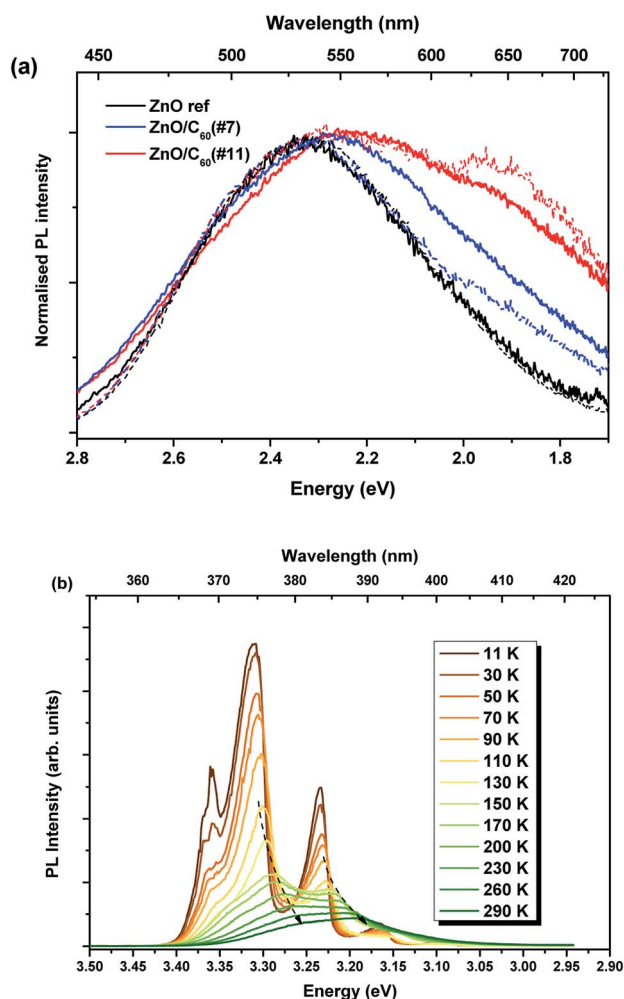 Wavelength (nm)
450 500 550 600 650 700
(a)
ZnO ref
ZnO/C60(#7)
ZnO/C60(#11)
Normalised PL intensity
2.8 2.6 2.4 2.2 2.0 1.8
Energy (eV)
Wavelength (nm)
(b)
360 370 380 390 400 410 420
11 K
30 K
50 K
70 K
90 K
110 K
130 K
150 K
170 K
200 K
230 K
260 K
290 K
PL Intensity (arb. units)
3.50 3.45 3.40 3.35 3.30 3.25 3.20 3.15 3.10 3.05 3.00 2.95 2.90
Energy (eV)